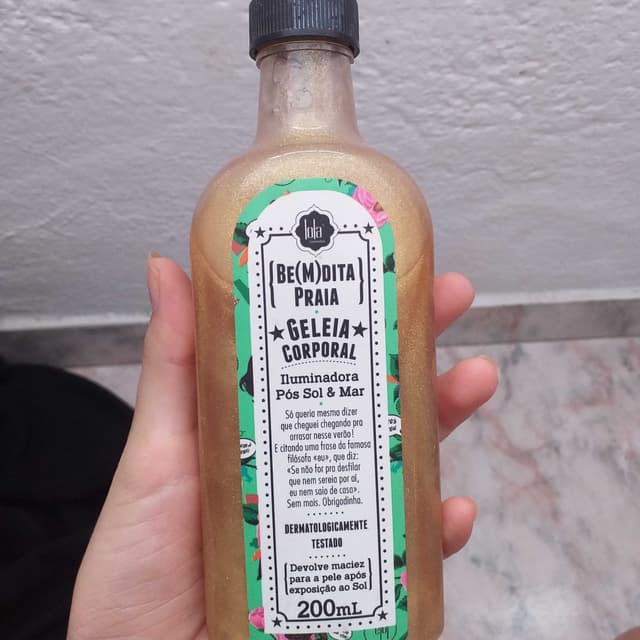 lola
BE(M)DITA
PRAIA
GELEIA
CORPORAL
Iluminadora
Pós Sol & Mar
Só queria mesmo dizer
que cheguei chegando pra
arrasar nesse verão!
E citando uma frase da famosa
filósofa «eu», que diz:
«Se não for pra desfilar
que nem sereia por aí,
eu nem saio de casa».
Sem mais. Obrigadinha.
DERMATOLOGICAMENTE
TESTADO
Devolve maciez
para a pele após
exposição ao Sol
200mL